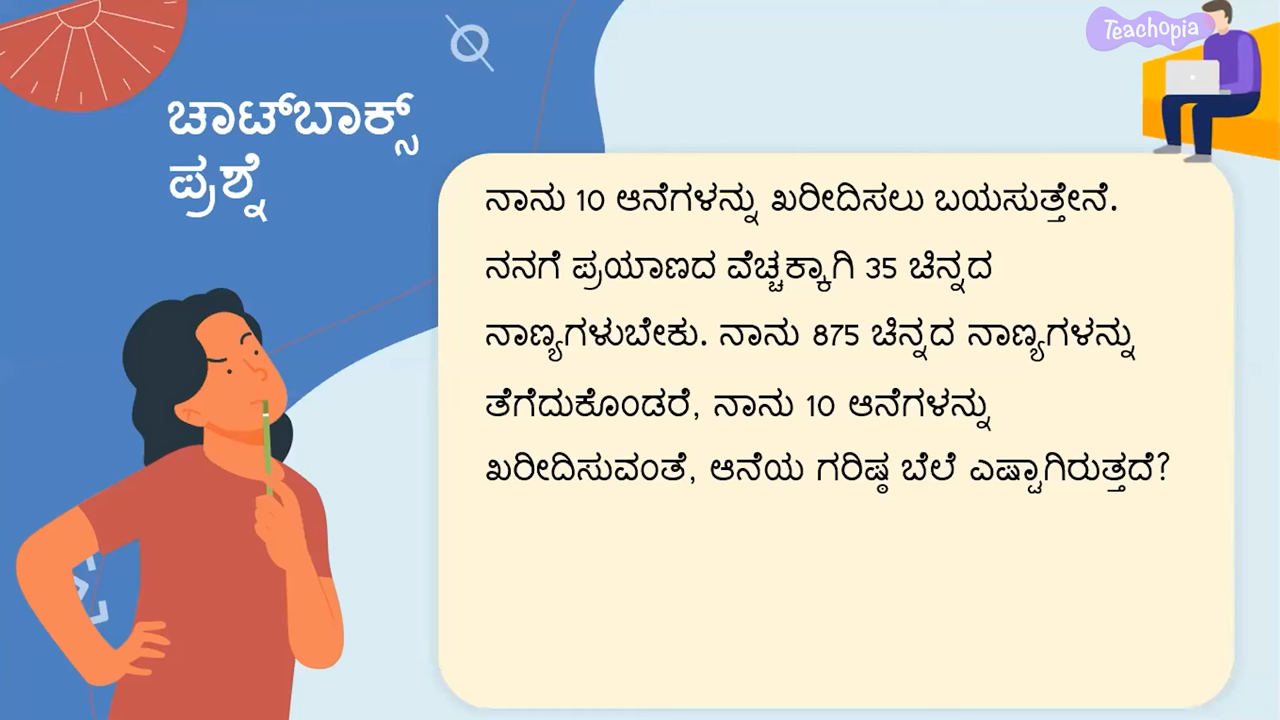 Teachopia
ಚಾಟ್‌ಬಾಕ್ಸ್
ಪ್ರಶ್ನೆ
ನಾನು 10 ಆನೆಗಳನ್ನು ಖರೀದಿಸಲು ಬಯಸುತ್ತೇನೆ.
ನನಗೆ ಪ್ರಯಾಣದ ವೆಚ್ಚಕ್ಕಾಗಿ 35 ಚಿನ್ನದ
ನಾಣ್ಯಗಳುಬೇಕು. ನಾನು 875 ಚಿನ್ನದ ನಾಣ್ಯಗಳನ್ನು
ತೆಗೆದುಕೊಂಡರೆ, ನಾನು 10 ಆನೆಗಳನ್ನು
ಖರೀದಿಸುವಂತೆ, ಆನೆಯ ಗರಿಷ್ಠ ಬೆಲೆ ಎಷ್ಟಾಗಿರುತ್ತದೆ?